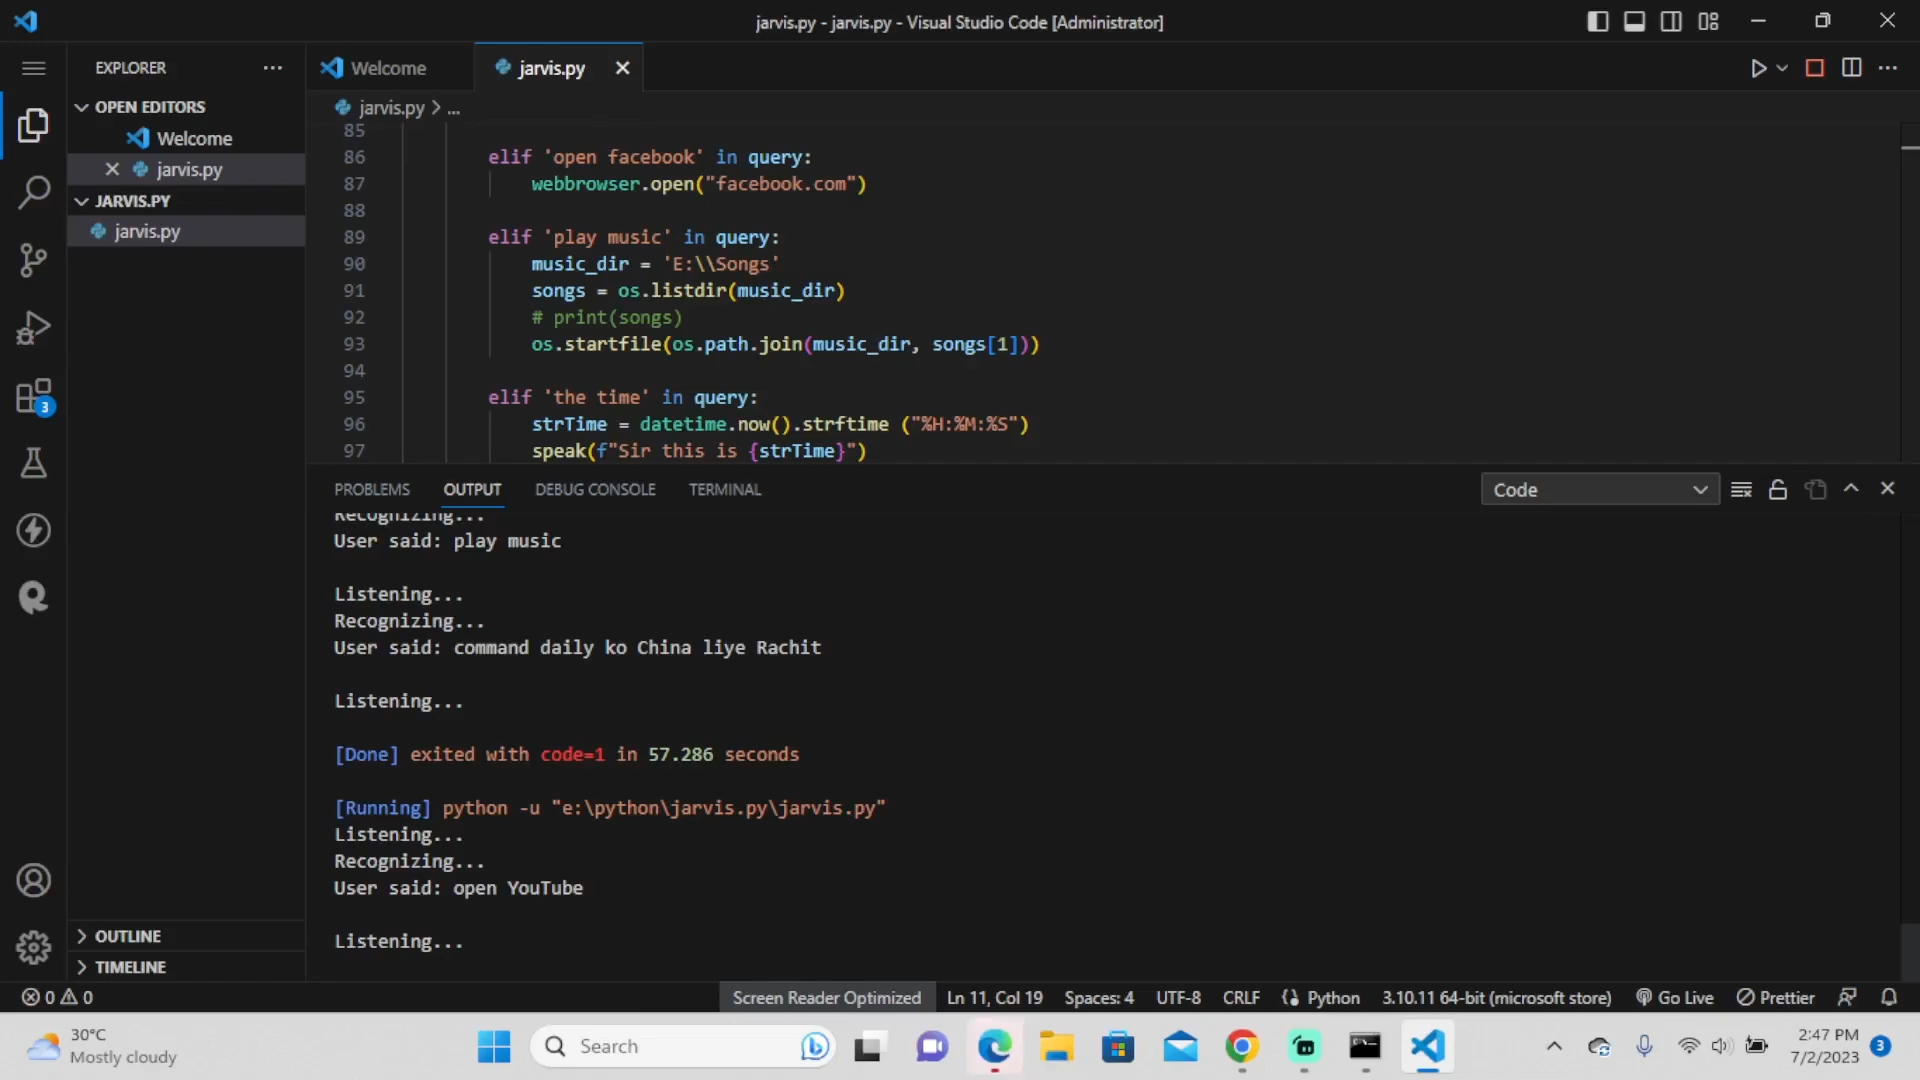 jarvis.py - jarvis.py - Visual Studio Code [Administrator]
EXPLORER
Welcome
jarvis.py
OPEN EDITORS
Welcome
jarvis.py
JARVIS.PY
jarvis.py
jarvis.py > ...
85
86 elif 'open facebook' in query:
87 webbrowser.open("facebook.com")
88
89 elif 'play music' in query:
90 music_dir = 'E:\\Songs'
91 songs = os.listdir(music_dir)
92 # print(songs)
93 os.startfile(os.path.join(music_dir, songs[1]))
94
95 elif 'the time' in query:
96 strTime = datetime.now().strftime ("%H:%M:%S")
97 speak(f"Sir this is {strTime}")
PROBLEMS OUTPUT DEBUG CONSOLE TERMINAL
Code
Recognizing...
User said: play music
Listening...
Recognizing...
User said: command daily ko China liye Rachit
Listening...
[Done] exited with code=1 in 57.286 seconds
[Running] python -u "e:\python\jarvis.py\jarvis.py"
Listening...
Recognizing...
User said: open YouTube
Listening...
3
OUTLINE
TIMELINE
0 0
Screen Reader Optimized Ln 11, Col 19 Spaces: 4 UTF-8 CRLF Python 3.10.11 64-bit (microsoft store) Go Live Prettier
30°C
Mostly cloudy
Search
2:47 PM
7/2/2023
3